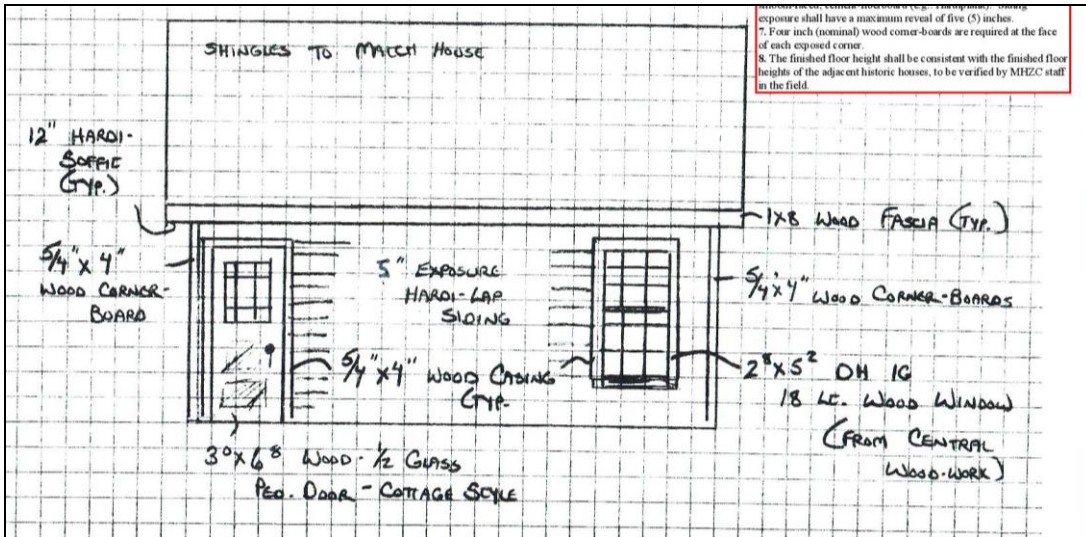 exposure shall have a maximum reveal of five (5) inches.
7. Four inch (nominal) wood corner-boards are required at the face
of each exposed corner.
8. The finished floor height shall be consistent with the finished floor
heights of the adjacent historic houses, to be verified by MHZC staff
in the field.
SHINGLES TO MATCH HOUSE
12" HARDI-
SOFFIT
(TYP.)
1x8 WOOD FASCIA (TYP.)
5/4" x 4"
WOOD CORNER-
BOARD
5" EXPOSURE
HARDI-LAP
SIDING
5/4"x4" WOOD CORNER-BOARDS
5/4"x4" WOOD CASING
(TYP.
2⁸x5² DH IG
18 LT. WOOD WINDOW
(FROM CENTRAL
WOOD-WORK)
3⁰x6⁸ WOOD-1/2 GLASS
PED. DOOR - COTTAGE STYLE